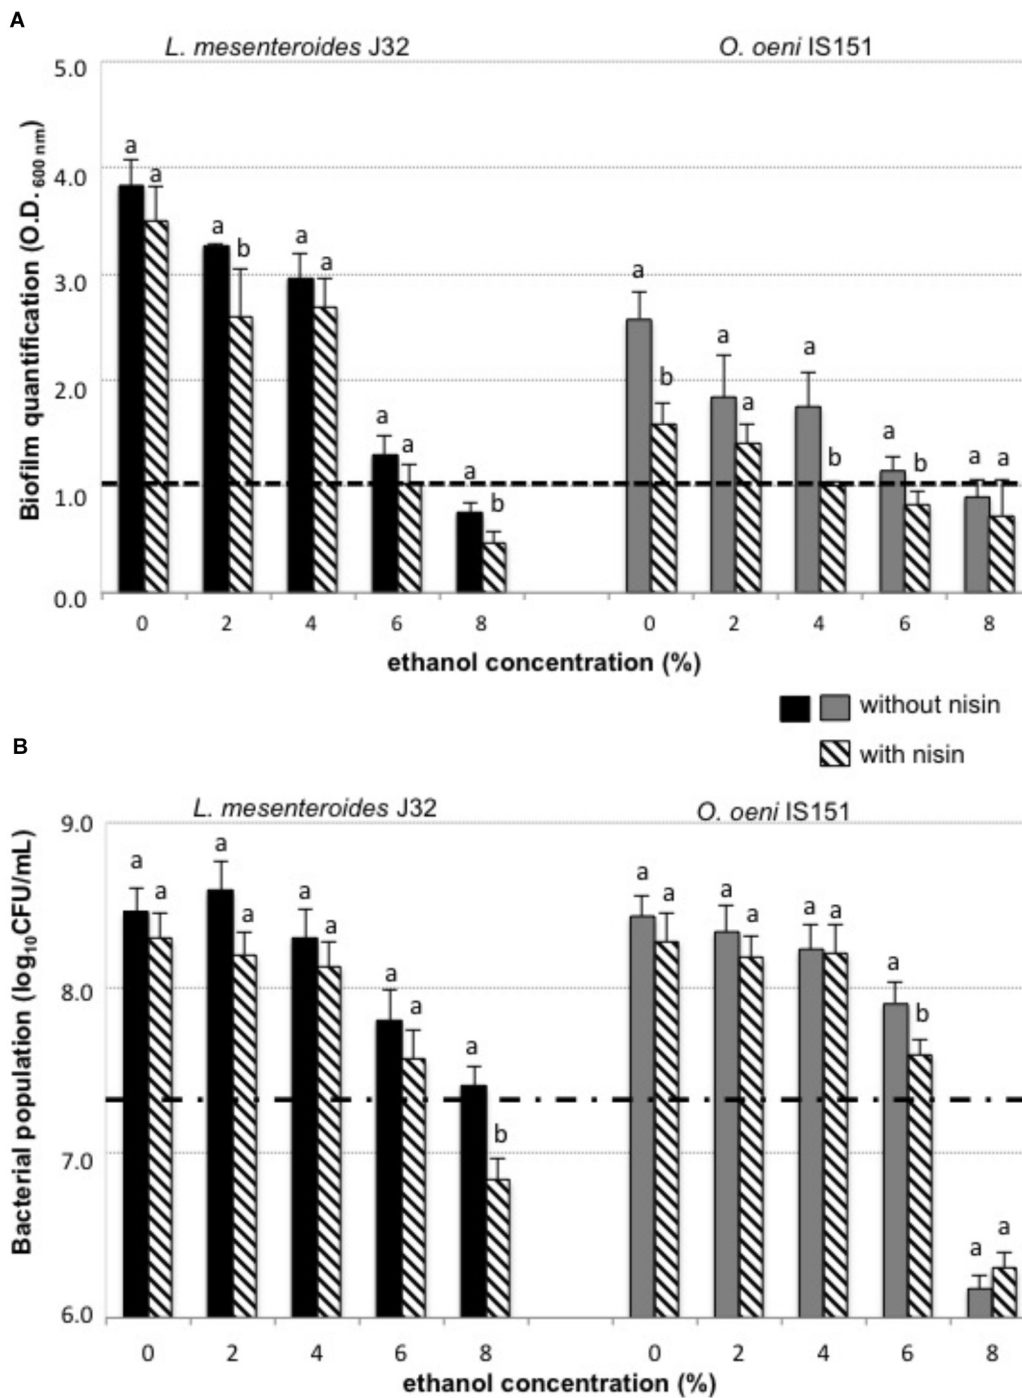 A
L. mesenteroides J32 O. oeni IS151
Biofilm quantification (O.D. 600 nm)
5.0
4.0
3.0
2.0
1.0
0.0
a a a b a a a a a b
a b a a a b a b a a
0 2 4 6 8 0 2 4 6 8
ethanol concentration (%)
without nisin
with nisin
B
L. mesenteroides J32 O. oeni IS151
Bacterial population (log10CFU/mL)
9.0
8.0
7.0
6.0
a a a a a a a a a b
a a a a a a a b a a
0 2 4 6 8 0 2 4 6 8
ethanol concentration (%)